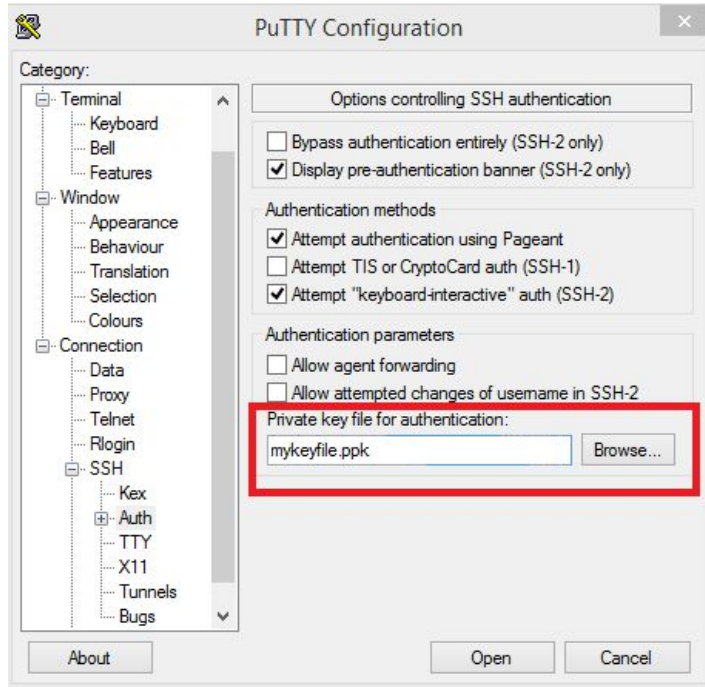 PuTTY Configuration
Category:
Terminal
Keyboard
Bell
Features
Window
Appearance
Behaviour
Translation
Selection
Colours
Connection
Data
Proxy
Telnet
Rlogin
SSH
Kex
Auth
TTY
X11
Tunnels
Bugs
Options controlling SSH authentication
Bypass authentication entirely (SSH-2 only)
Display pre-authentication banner (SSH-2 only)
Authentication methods
Attempt authentication using Pageant
Attempt TIS or CryptoCard auth (SSH-1)
Attempt "keyboard-interactive" auth (SSH-2)
Authentication parameters
Allow agent forwarding
Allow attempted changes of username in SSH-2
Private key file for authentication:
mykeyfile.ppk
Browse...
About
Open
Cancel